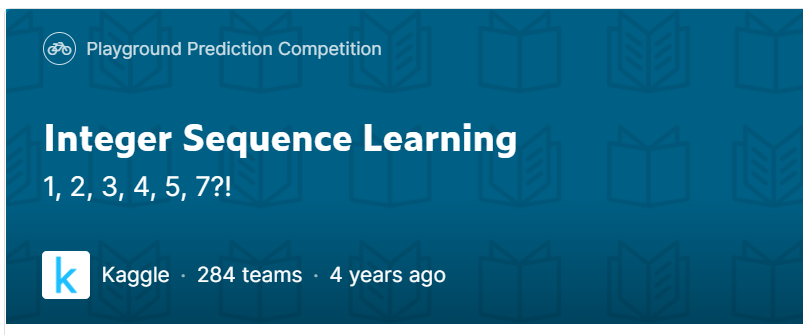 Playground Prediction Competition
Integer Sequence Learning
1, 2, 3, 4, 5, 7?!
k Kaggle · 284 teams · 4 years ago